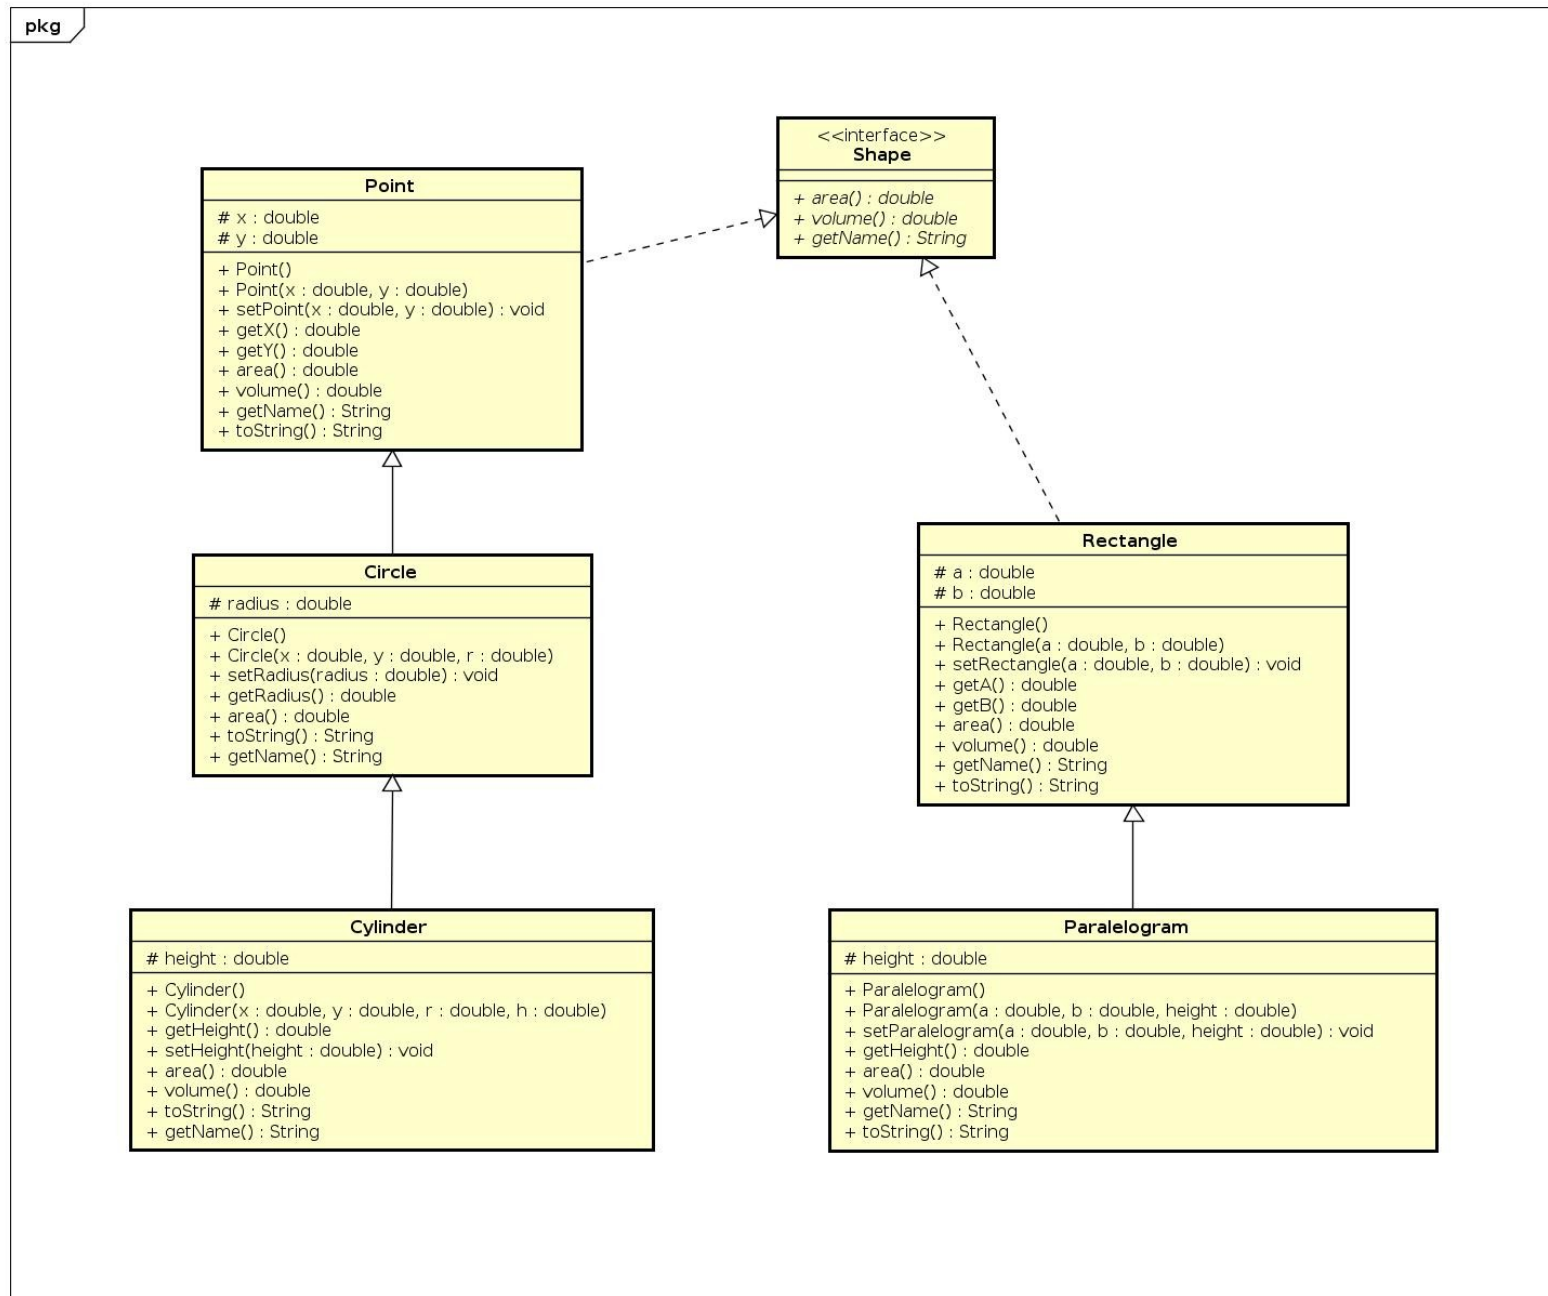 pkg
<<interface>>
Shape
+ area() : double
+ volume() : double
+ getName() : String
Point
# x : double
# y : double
+ Point()
+ Point(x : double, y : double)
+ setPoint(x : double, y : double) : void
+ getX() : double
+ getY() : double
+ area() : double
+ volume() : double
+ getName() : String
+ toString() : String
Circle
# radius : double
+ Circle()
+ Circle(x : double, y : double, r : double)
+ setRadius(radius : double) : void
+ getRadius() : double
+ area() : double
+ toString() : String
+ getName() : String
Rectangle
# a : double
# b : double
+ Rectangle()
+ Rectangle(a : double, b : double)
+ setRectangle(a : double, b : double) : void
+ getA() : double
+ getB() : double
+ area() : double
+ volume() : double
+ getName() : String
+ toString() : String
Cylinder
# height : double
+ Cylinder()
+ Cylinder(x : double, y : double, r : double, h : double)
+ getHeight() : double
+ setHeight(height : double) : void
+ area() : double
+ volume() : double
+ toString() : String
+ getName() : String
Paralelogram
# height : double
+ Paralelogram()
+ Paralelogram(a : double, b : double, height : double)
+ setParalelogram(a : double, b : double, height : double) : void
+ getHeight() : double
+ area() : double
+ volume() : double
+ getName() : String
+ toString() : String